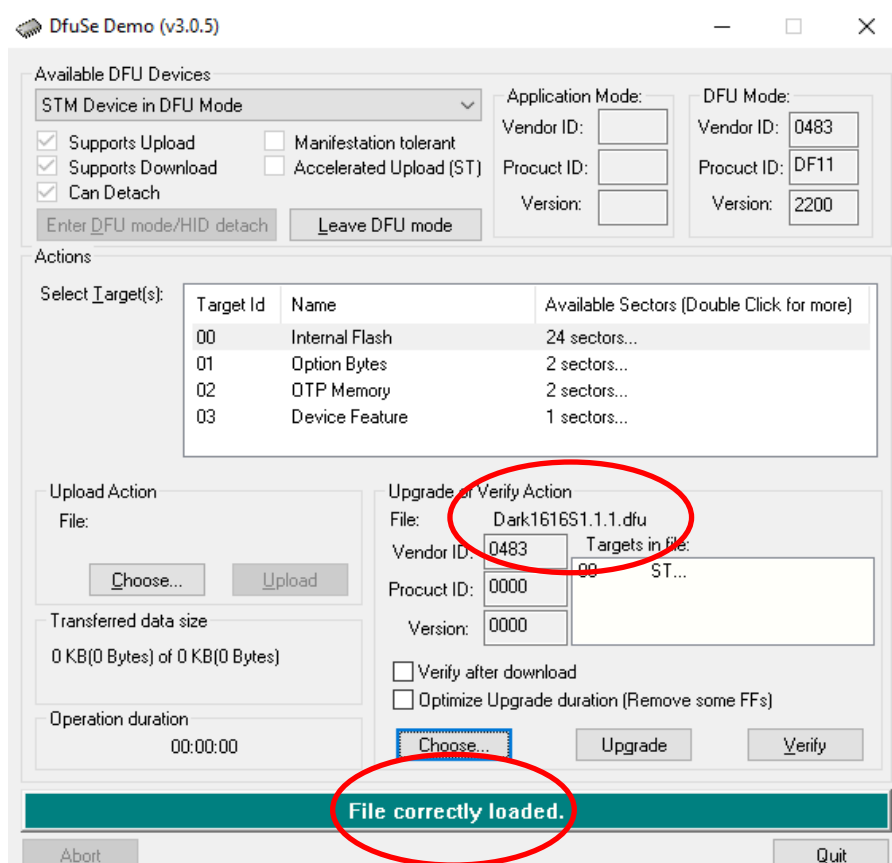 DfuSe Demo (v3.0.5)
Available DFU Devices
STM Device in DFU Mode
Supports Upload
Manifestation tolerant
Supports Download
Accelerated Upload (ST)
Can Detach
Enter DFU mode/HID detach
Leave DFU mode
Application Mode:
Vendor ID:
Procuct ID:
Version:
DFU Mode:
Vendor ID: 0483
Procuct ID: DF11
Version: 2200
Actions
Select Target(s):
Target Id Name Available Sectors (Double Click for more)
00 Internal Flash 24 sectors...
01 Option Bytes 2 sectors...
02 OTP Memory 2 sectors...
03 Device Feature 1 sectors...
Upload Action
File:
Choose...
Upload
Transferred data size
0 KB(0 Bytes) of 0 KB(0 Bytes)
Operation duration
00:00:00
Upgrade or Verify Action
File: Dark1616S1.1.1.dfu
Vendor ID: 0483
Procuct ID: 0000
Version: 0000
Targets in file:
00 ST...
Verify after download
Optimize Upgrade duration (Remove some FFs)
Choose...
Upgrade
Verify
File correctly loaded.
Abort
Quit